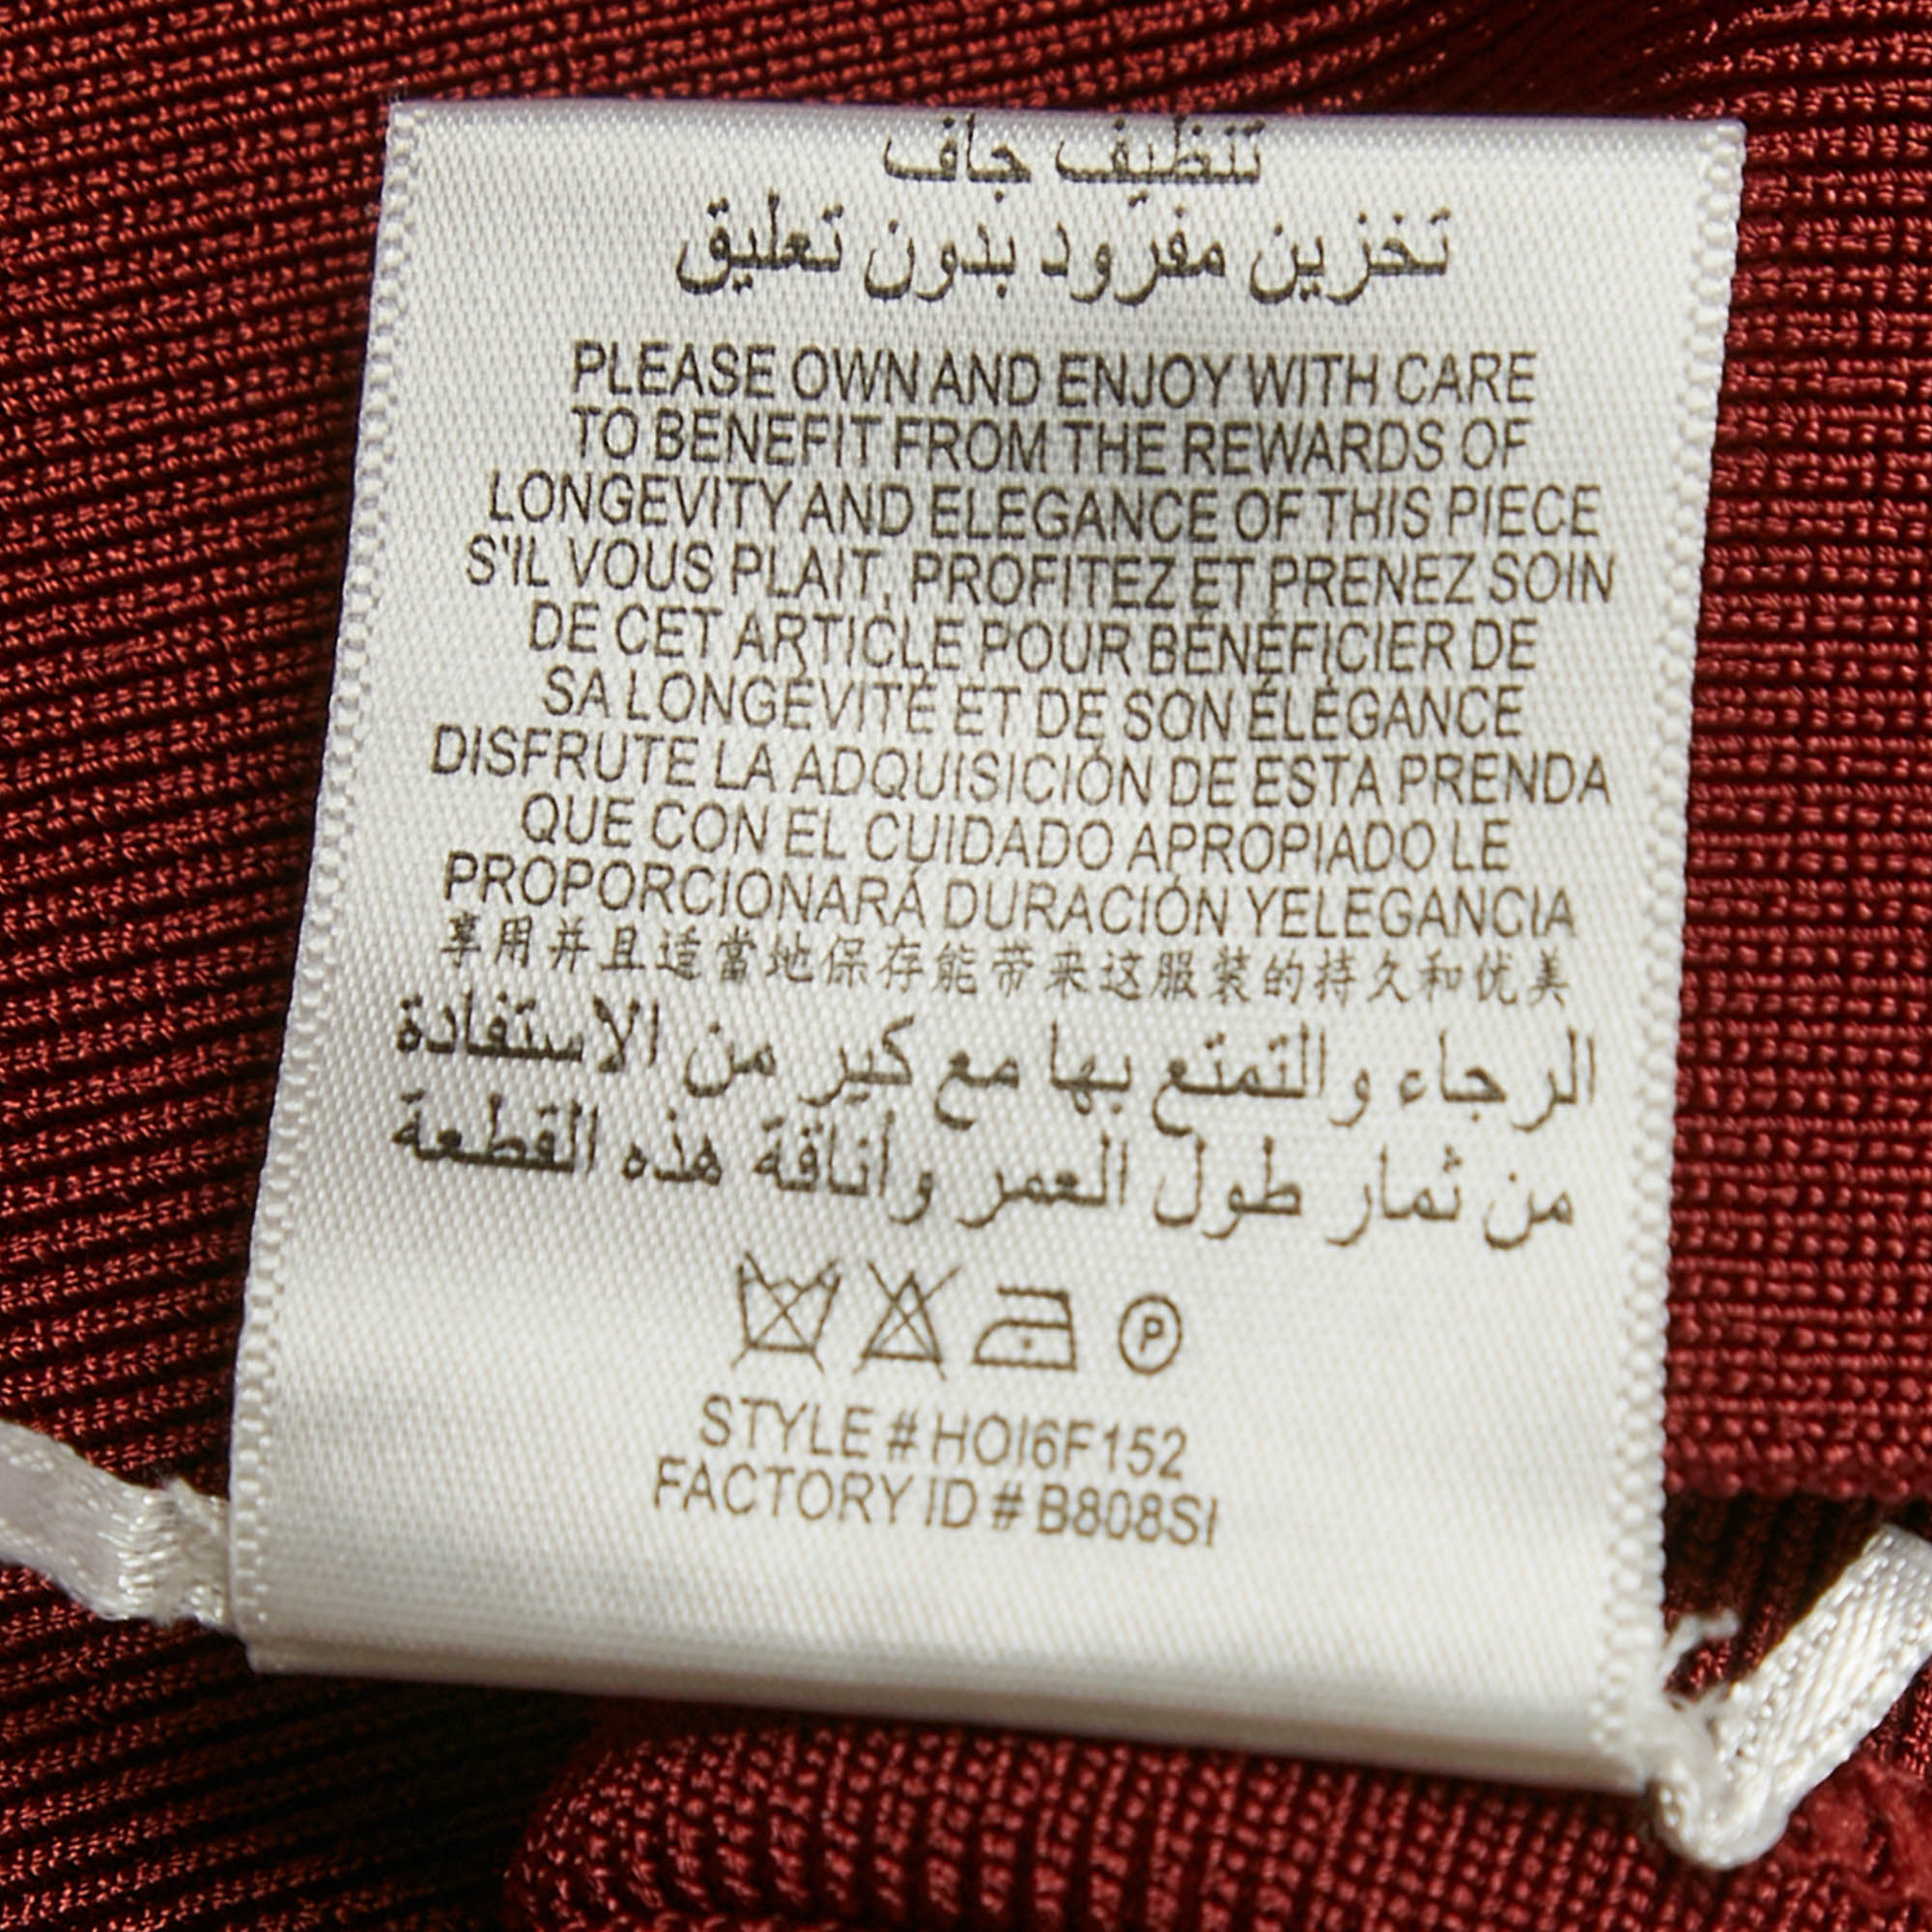 تنظيف جاف
تخزين مفرود بدون تعليق
PLEASE OWN AND ENJOY WITH CARE
TO BENEFIT FROM THE REWARDS OF
LONGEVITY AND ELEGANCE OF THIS PIECE
S'IL VOUS PLAIT, PROFITEZ ET PRENEZ SOIN
DE CET ARTICLE POUR BÉNÉFICIER DE
SA LONGÉVITÉ ET DE SON ÉLÉGANCE
DISFRUTE LA ADQUISICIÓN DE ESTA PRENDA
QUE CON EL CUIDADO APROPIADO LE
PROPORCIONARÁ DURACIÓN YELEGANCIA
享用并且适當地保存能带来这服裝的持久和优美
الرجاء والتمتع بها مع كير من الاستفادة
من ثمار طول العمر وأناقة هذه القطعة
P
STYLE # HOI6F152
FACTORY ID # B808SI